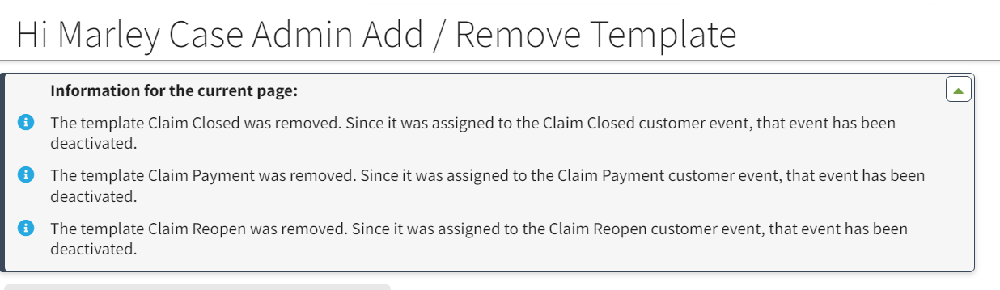 Hi Marley Case Admin Add / Remove Template
Information for the current page:
The template Claim Closed was removed. Since it was assigned to the Claim Closed customer event, that event has been
deactivated.
The template Claim Payment was removed. Since it was assigned to the Claim Payment customer event, that event has been
deactivated.
The template Claim Reopen was removed. Since it was assigned to the Claim Reopen customer event, that event has been
deactivated.